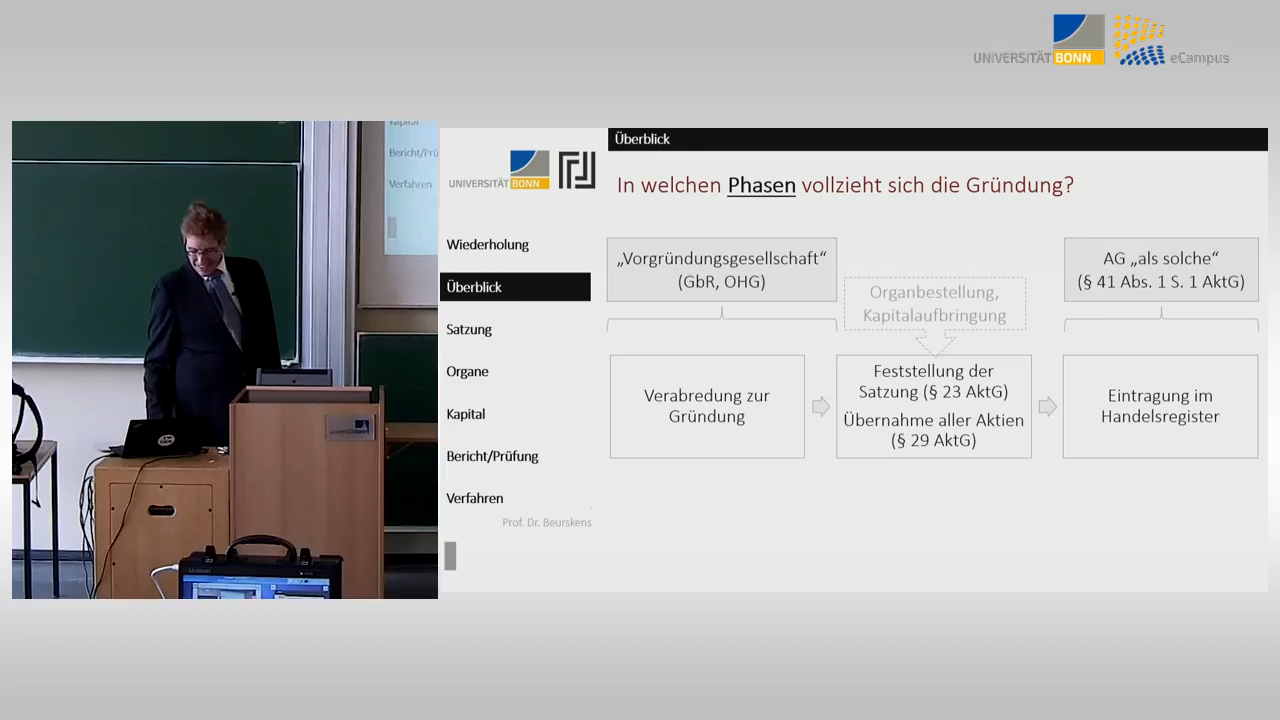 UNIVERSITÄT BONN
eCampus
Kapital
Bericht/Prü
Verfahren
UNIVERSITÄT BONN
Überblick
In welchen Phasen vollzieht sich die Gründung?
Wiederholung
Überblick
Satzung
Organe
Kapital
Bericht/Prüfung
Verfahren
Prof. Dr. Beurskens
„Vorgründungsgesellschaft“
(GbR, OHG)
Organbestellung,
Kapitalaufbringung
AG „als solche“
(§ 41 Abs. 1 S. 1 AktG)
Verabredung zur
Gründung
Feststellung der
Satzung (§ 23 AktG)
Übernahme aller Aktien
(§ 29 AktG)
Eintragung im
Handelsregister